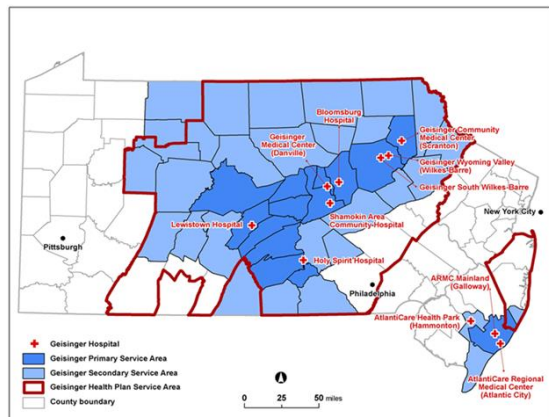 Bloomsburg
Hospital
Geisinger
Medical Center
(Danville)
Geisinger Community
Medical Center
(Scranton)
Geisinger Wyoming Valley
(Wilkes-Barre)
Geisinger South Wilkes-Barre
Shamokin Area
Community Hospital
Lewistown Hospital
Holy Spirit Hospital
New York City
Pittsburgh
Philadelphia
ARMC Mainland
(Galloway)
AtlantiCare Health Park
(Hammonton)
AtlantiCare Regional
Medical Center
(Atlantic City)
Geisinger Hospital
Geisinger Primary Service Area
Geisinger Secondary Service Area
Geisinger Health Plan Service Area
County boundary
0
50
miles